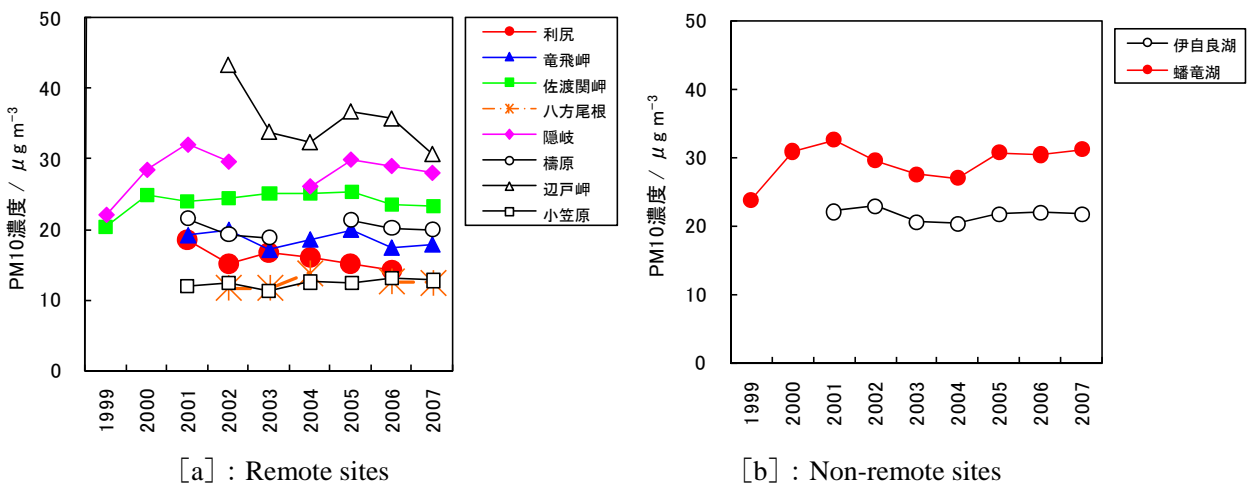 PM10濃度 / μg m⁻³
50
40
30
20
10
0
1999
2000
2001
2002
2003
2004
2005
2006
2007
利尻
竜飛岬
佐渡関岬
八方尾根
隠岐
檮原
辺戸岬
小笠原
[a]:Remote sites
PM10濃度 / μg m⁻³
50
40
30
20
10
0
1999
2000
2001
2002
2003
2004
2005
2006
2007
伊自良湖
蟠竜湖
[b]:Non-remote sites